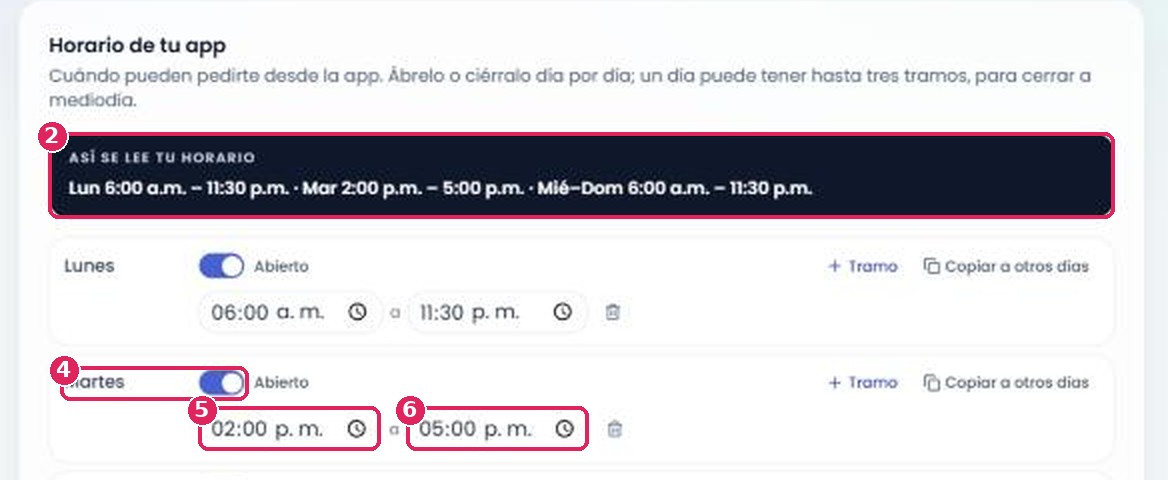 Horario de tu app
Cuándo pueden pedirte desde la app. Ábrelo o ciérralo día por día; un día puede tener hasta tres tramos, para cerrar a
mediodía.
2
ASÍ SE LEE TU HORARIO
Lun 6:00 a.m. – 11:30 p.m. · Mar 2:00 p.m. – 5:00 p.m. · Mié–Dom 6:00 a.m. – 11:30 p.m.
Lunes Abierto + Tramo Copiar a otros días
06:00 a. m. a 11:30 p. m.
4
artes Abierto + Tramo Copiar a otros días
5 6
02:00 p. m. a 05:00 p. m.